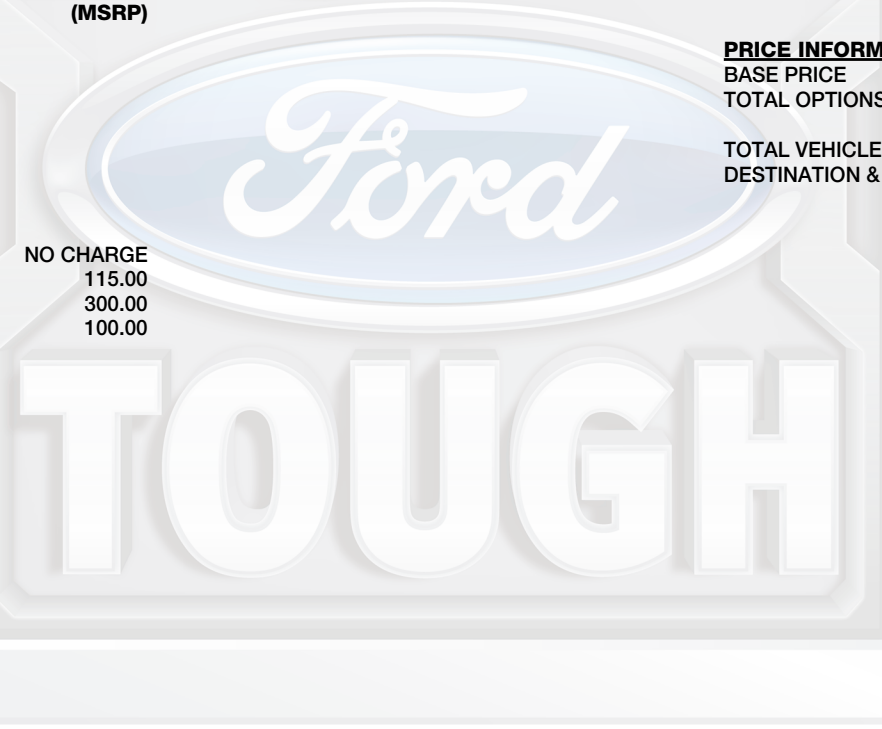 (MSRP)
PRICE INFORM
BASE PRICE
TOTAL OPTIONS
TOTAL VEHICLE
DESTINATION &
Ford
NO CHARGE
115.00
300.00
100.00
TOUGH